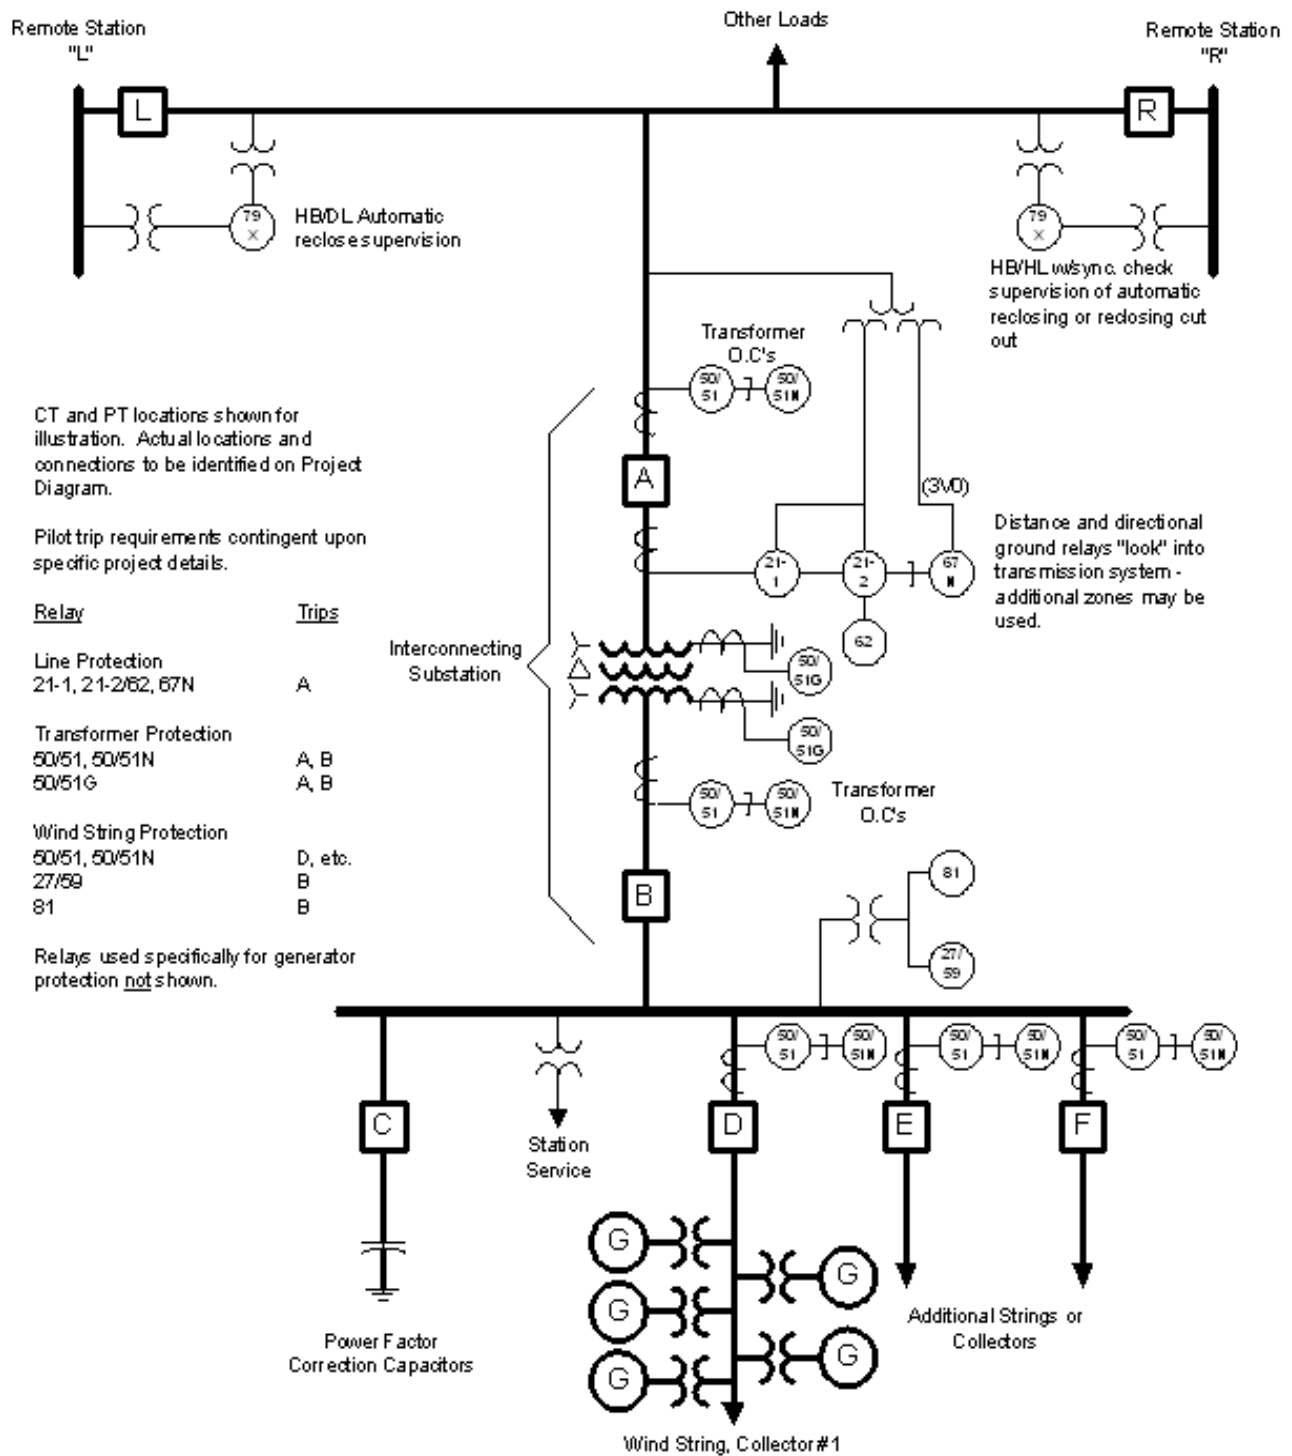 Other Loads
Remote Station
"L"
Remote Station
"R"
L
R
79
X
HB/DL Automatic
reclose supervision
79
X
HB/HL w/sync. check
supervision of automatic
reclosing or reclosing cut
out
Transformer
O.C's
50/
51
50/
51N
CT and PT locations shown for
illustration. Actual locations and
connections to be identified on Project
Diagram.
A
(3V0)
Pilot trip requirements contingent upon
specific project details.
21-
1
21-
2
67
N
Distance and directional
ground relays "look" into
transmission system -
additional zones may be
used.
62
Relay Trips
Line Protection
21-1, 21-2/62, 67N A
Interconnecting
Substation
50/
51G
50/
51G
Transformer Protection
50/51, 50/51N A, B
50/51G A, B
50/
51
50/
51N
Transformer
O.C's
Wind String Protection
50/51, 50/51N D, etc.
27/59 B
81 B
B
81
27/
59
Relays used specifically for generator
protection not shown.
50/
51
50/
51N
50/
51
50/
51N
50/
51
50/
51N
C
D
E
F
Station
Service
G
G
G
G
G
Power Factor
Correction Capacitors
Additional Strings or
Collectors
Wind String, Collector #1